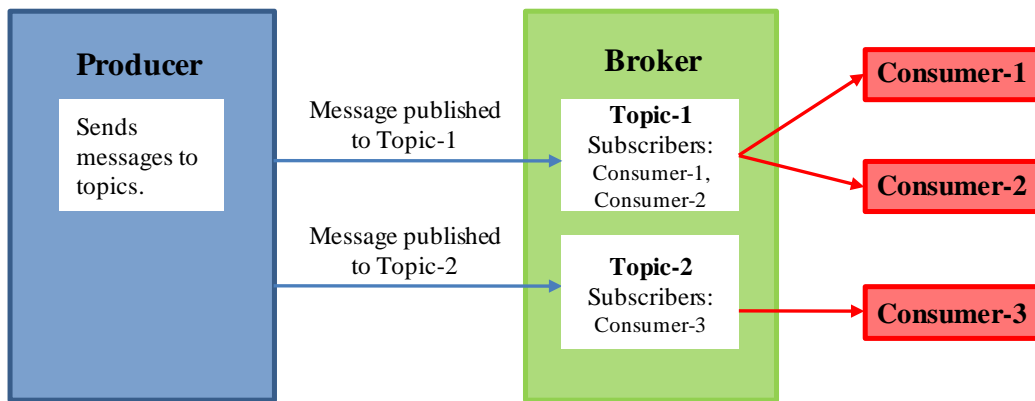 Producer
Sends
messages to
topics.
Message published
to Topic-1
Message published
to Topic-2
Broker
Topic-1
Subscribers:
Consumer-1,
Consumer-2
Topic-2
Subscribers:
Consumer-3
Consumer-1
Consumer-2
Consumer-3